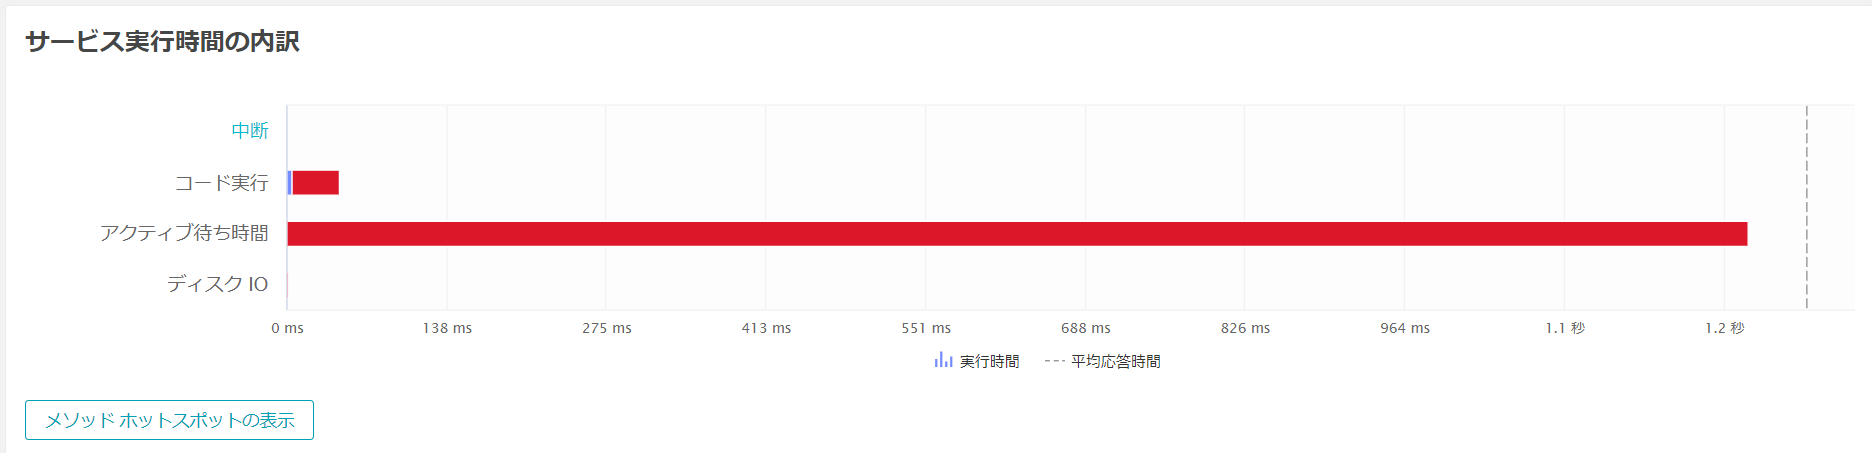 サービス実行時間の内訳
中断
コード実行
アクティブ待ち時間
ディスク IO
0 ms 138 ms 275 ms 413 ms 551 ms 688 ms 826 ms 964 ms 1.1 秒 1.2 秒
実行時間 平均応答時間
メソッド ホットスポットの表示